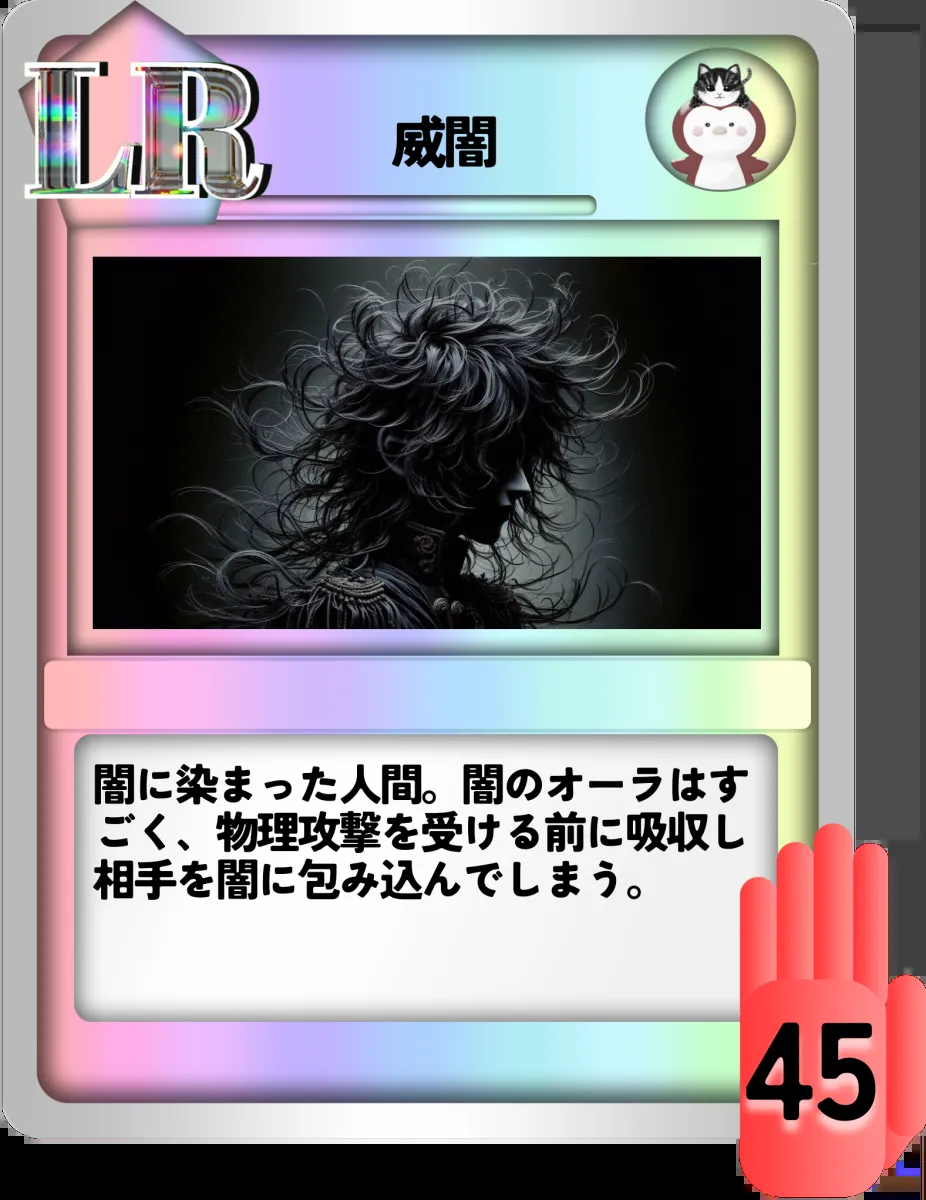 LR
威闇
闇に染まった人間。闇のオーラはす
ごく、物理攻撃を受ける前に吸収し
相手を闇に包み込んでしまう。
45